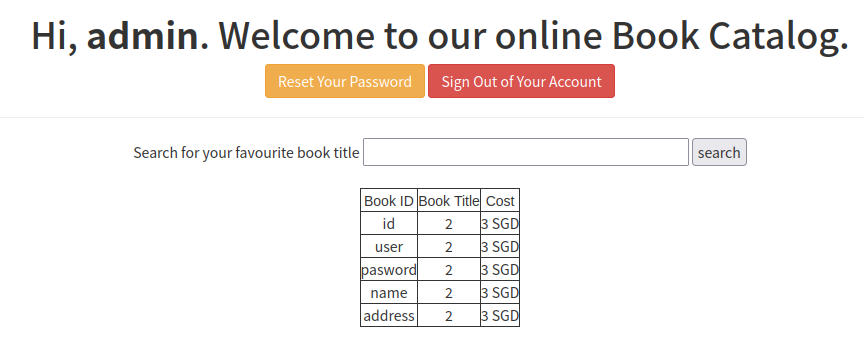 Hi, admin. Welcome to our online Book Catalog.
Reset Your Password Sign Out of Your Account
Search for your favourite book title search
Book ID Book Title Cost
id 2 3 SGD
user 2 3 SGD
pasword 2 3 SGD
name 2 3 SGD
address 2 3 SGD